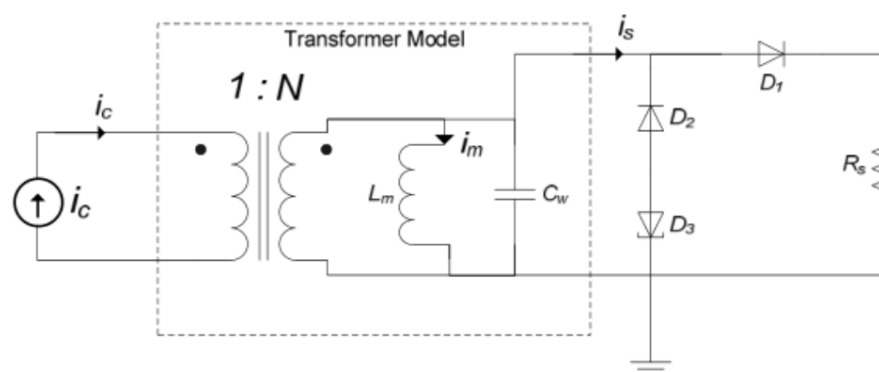 Transformer Model
1 : N
i_c
i_c
i_m
L_m
C_w
i_s
D_1
D_2
D_3
R_s